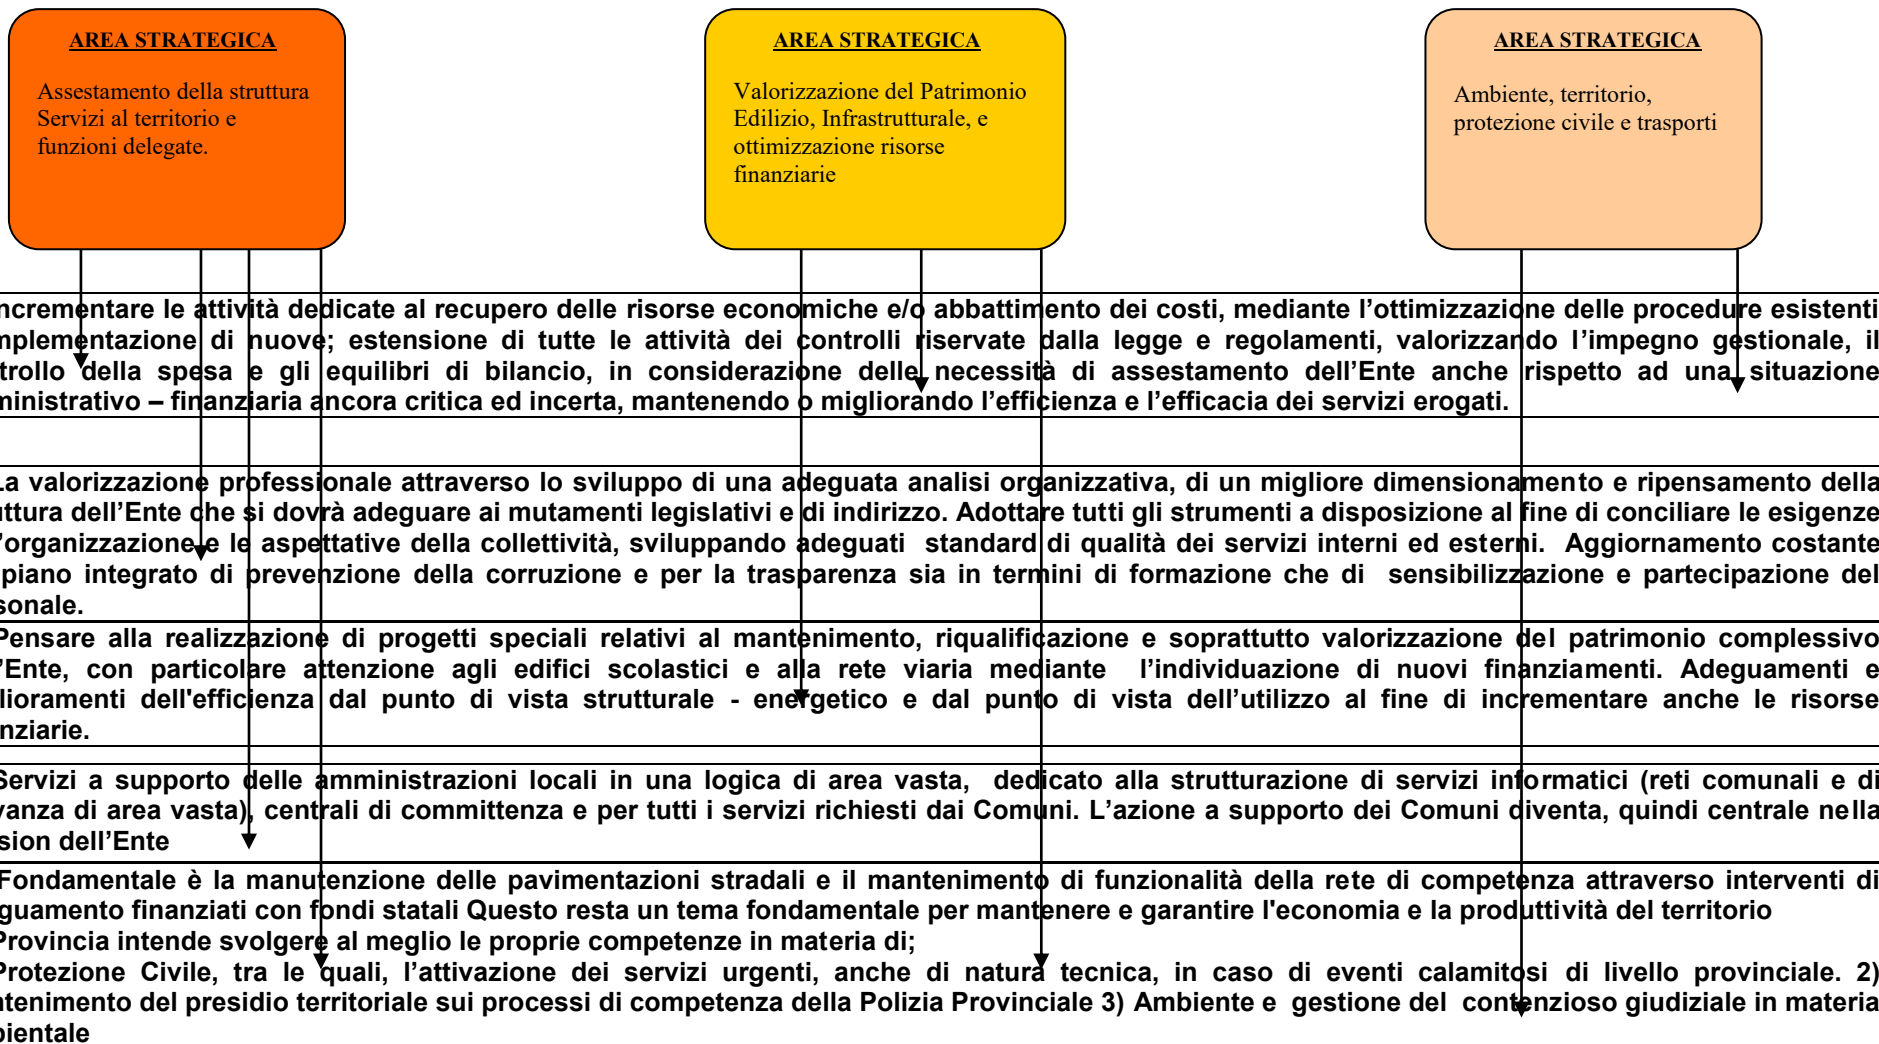 AREA STRATEGICA
Assestamento della struttura
Servizi al territorio e
funzioni delegate.
AREA STRATEGICA
Valorizzazione del Patrimonio
Edilizio, Infrastrutturale, e
ottimizzazione risorse
finanziarie
AREA STRATEGICA
Ambiente, territorio,
protezione civile e trasporti
ncrementare le attività dedicate al recupero delle risorse economiche e/o abbattimento dei costi, mediante l’ottimizzazione delle procedure esistenti
mplementazione di nuove; estensione di tutte le attività dei controlli riservate dalla legge e regolamenti, valorizzando l’impegno gestionale, il
trollo della spesa e gli equilibri di bilancio, in considerazione delle necessità di assestamento dell’Ente anche rispetto ad una situazione
ministrativo – finanziaria ancora critica ed incerta, mantenendo o migliorando l’efficienza e l’efficacia dei servizi erogati.
La valorizzazione professionale attraverso lo sviluppo di una adeguata analisi organizzativa, di un migliore dimensionamento e ripensamento della
uttura dell’Ente che si dovrà adeguare ai mutamenti legislativi e di indirizzo. Adottare tutti gli strumenti a disposizione al fine di conciliare le esigenze
l’organizzazione e le aspettative della collettività, sviluppando adeguati standard di qualità dei servizi interni ed esterni. Aggiornamento costante
piano integrato di prevenzione della corruzione e per la trasparenza sia in termini di formazione che di sensibilizzazione e partecipazione del
sonale.
Pensare alla realizzazione di progetti speciali relativi al mantenimento, riqualificazione e soprattutto valorizzazione del patrimonio complessivo
l’Ente, con particolare attenzione agli edifici scolastici e alla rete viaria mediante l’individuazione di nuovi finanziamenti. Adeguamenti e
glioramenti dell'efficienza dal punto di vista strutturale - energetico e dal punto di vista dell’utilizzo al fine di incrementare anche le risorse
nziarie.
Servizi a supporto delle amministrazioni locali in una logica di area vasta, dedicato alla strutturazione di servizi informatici (reti comunali e di
vanza di area vasta), centrali di committenza e per tutti i servizi richiesti dai Comuni. L’azione a supporto dei Comuni diventa, quindi centrale nella
sion dell’Ente
Fondamentale è la manutenzione delle pavimentazioni stradali e il mantenimento di funzionalità della rete di competenza attraverso interventi di
guamento finanziati con fondi statali Questo resta un tema fondamentale per mantenere e garantire l'economia e la produttività del territorio
Provincia intende svolgere al meglio le proprie competenze in materia di;
Protezione Civile, tra le quali, l’attivazione dei servizi urgenti, anche di natura tecnica, in caso di eventi calamitosi di livello provinciale. 2)
ntenimento del presidio territoriale sui processi di competenza della Polizia Provinciale 3) Ambiente e gestione del contenzioso giudiziale in materia
bientale